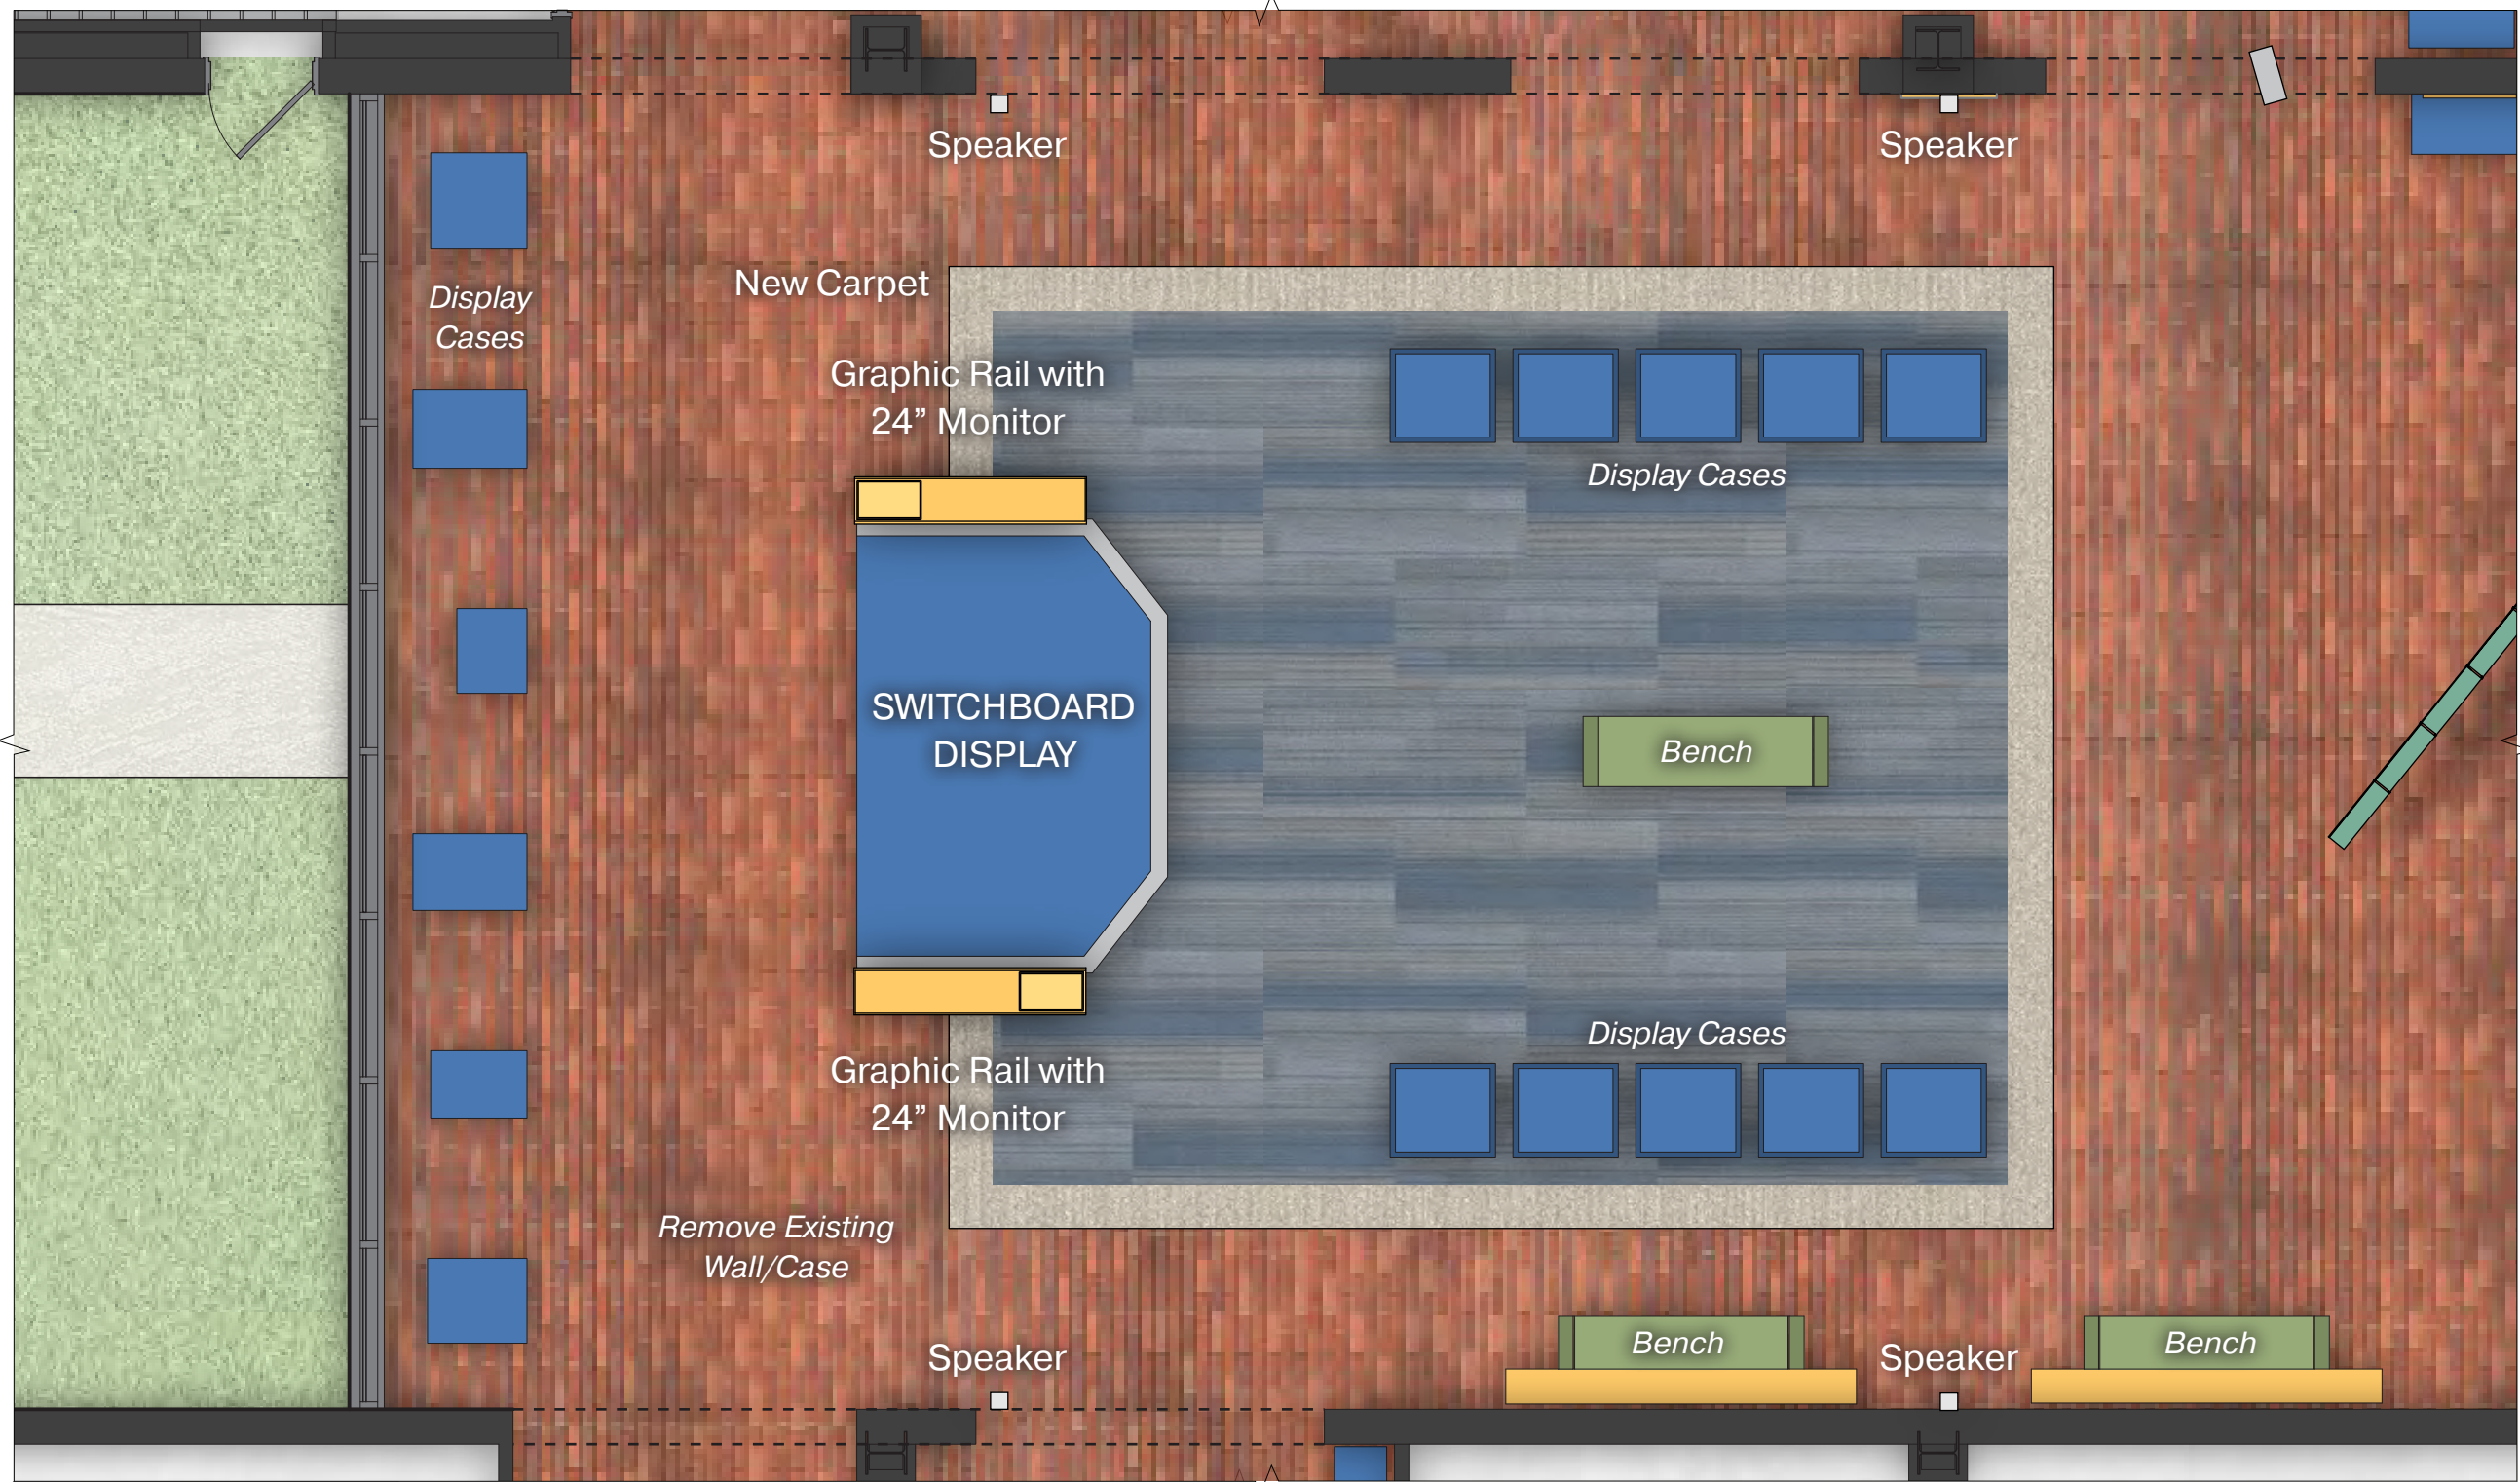 Speaker
Speaker
New Carpet
Display
Cases
Graphic Rail with
24” Monitor
Display Cases
SWITCHBOARD
DISPLAY
Bench
Display Cases
Graphic Rail with
24” Monitor
Remove Existing
Wall/Case
Speaker
Bench
Speaker
Bench